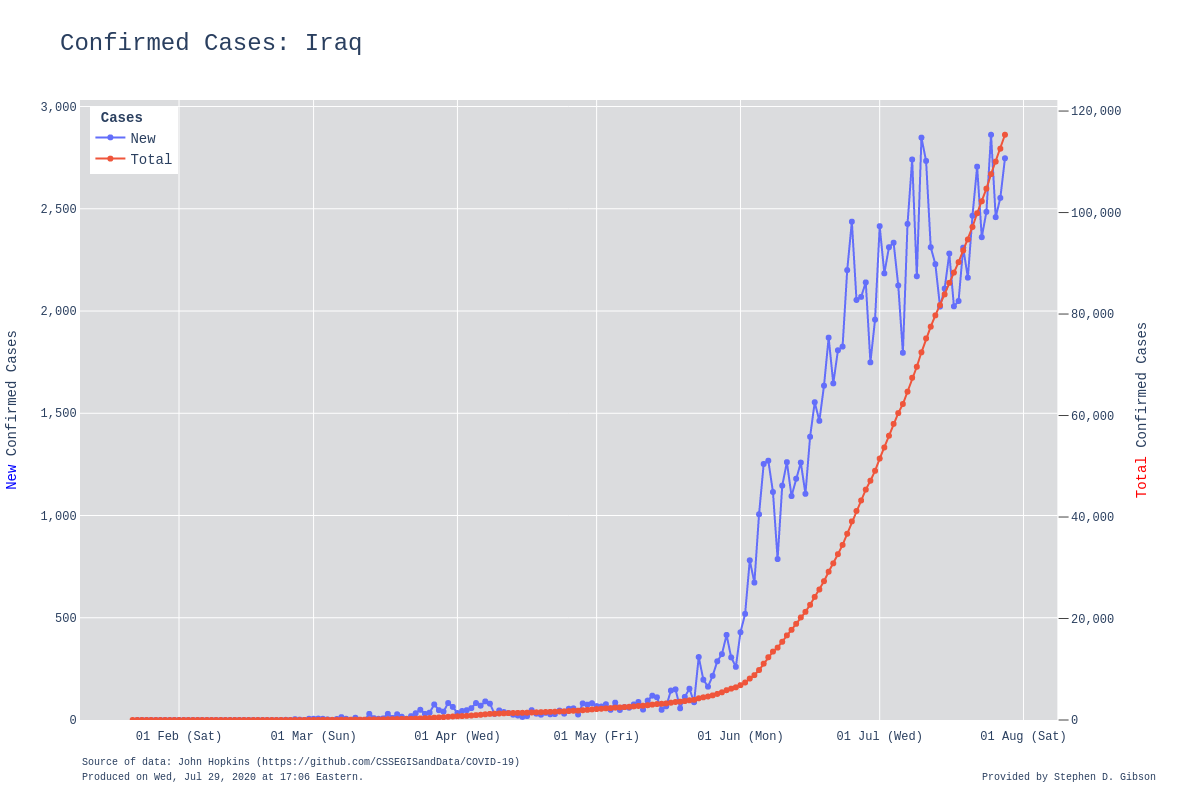 Confirmed Cases: Iraq
Cases
New
Total
3,000
2,500
2,000
1,500
1,000
500
0
120,000
100,000
80,000
60,000
40,000
20,000
0
New Confirmed Cases
Total Confirmed Cases
01 Feb (Sat)
01 Mar (Sun)
01 Apr (Wed)
01 May (Fri)
01 Jun (Mon)
01 Jul (Wed)
01 Aug (Sat)
Source of data: John Hopkins (https://github.com/CSSEGISandData/COVID-19)
Produced on Wed, Jul 29, 2020 at 17:06 Eastern.
Provided by Stephen D. Gibson